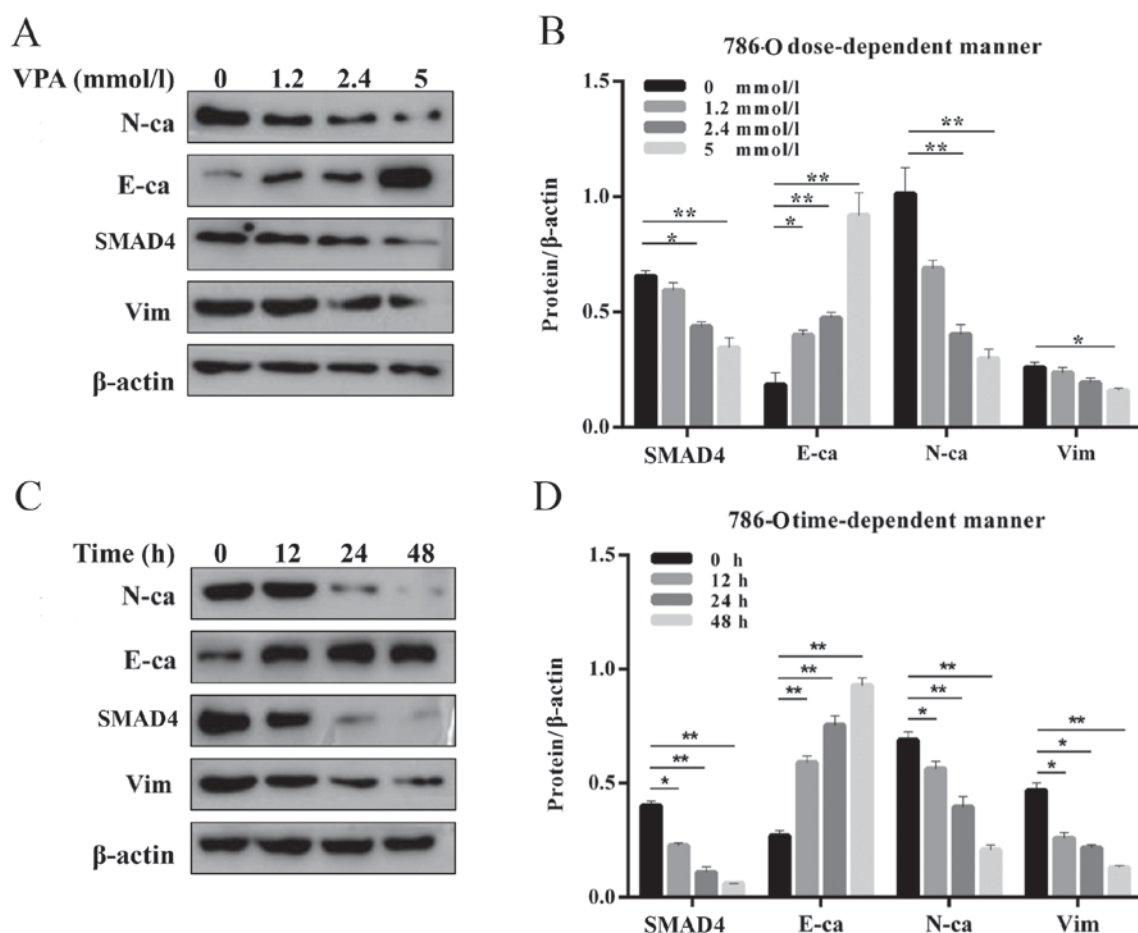 A
VPA (mmol/l) 0 1.2 2.4 5
N-ca
E-ca
SMAD4
Vim
β-actin
B
786-O dose-dependent manner
1.5
1.0
0.5
0.0
Protein/β-actin
0 mmol/l
1.2 mmol/l
2.4 mmol/l
5 mmol/l
** *
** ** *
** **
*
SMAD4 E-ca N-ca Vim
C
Time (h) 0 12 24 48
N-ca
E-ca
SMAD4
Vim
β-actin
D
786-O time-dependent manner
1.5
1.0
0.5
0.0
Protein/β-actin
0 h
12 h
24 h
48 h
** ** *
** ** **
** ** *
** * *
SMAD4 E-ca N-ca Vim